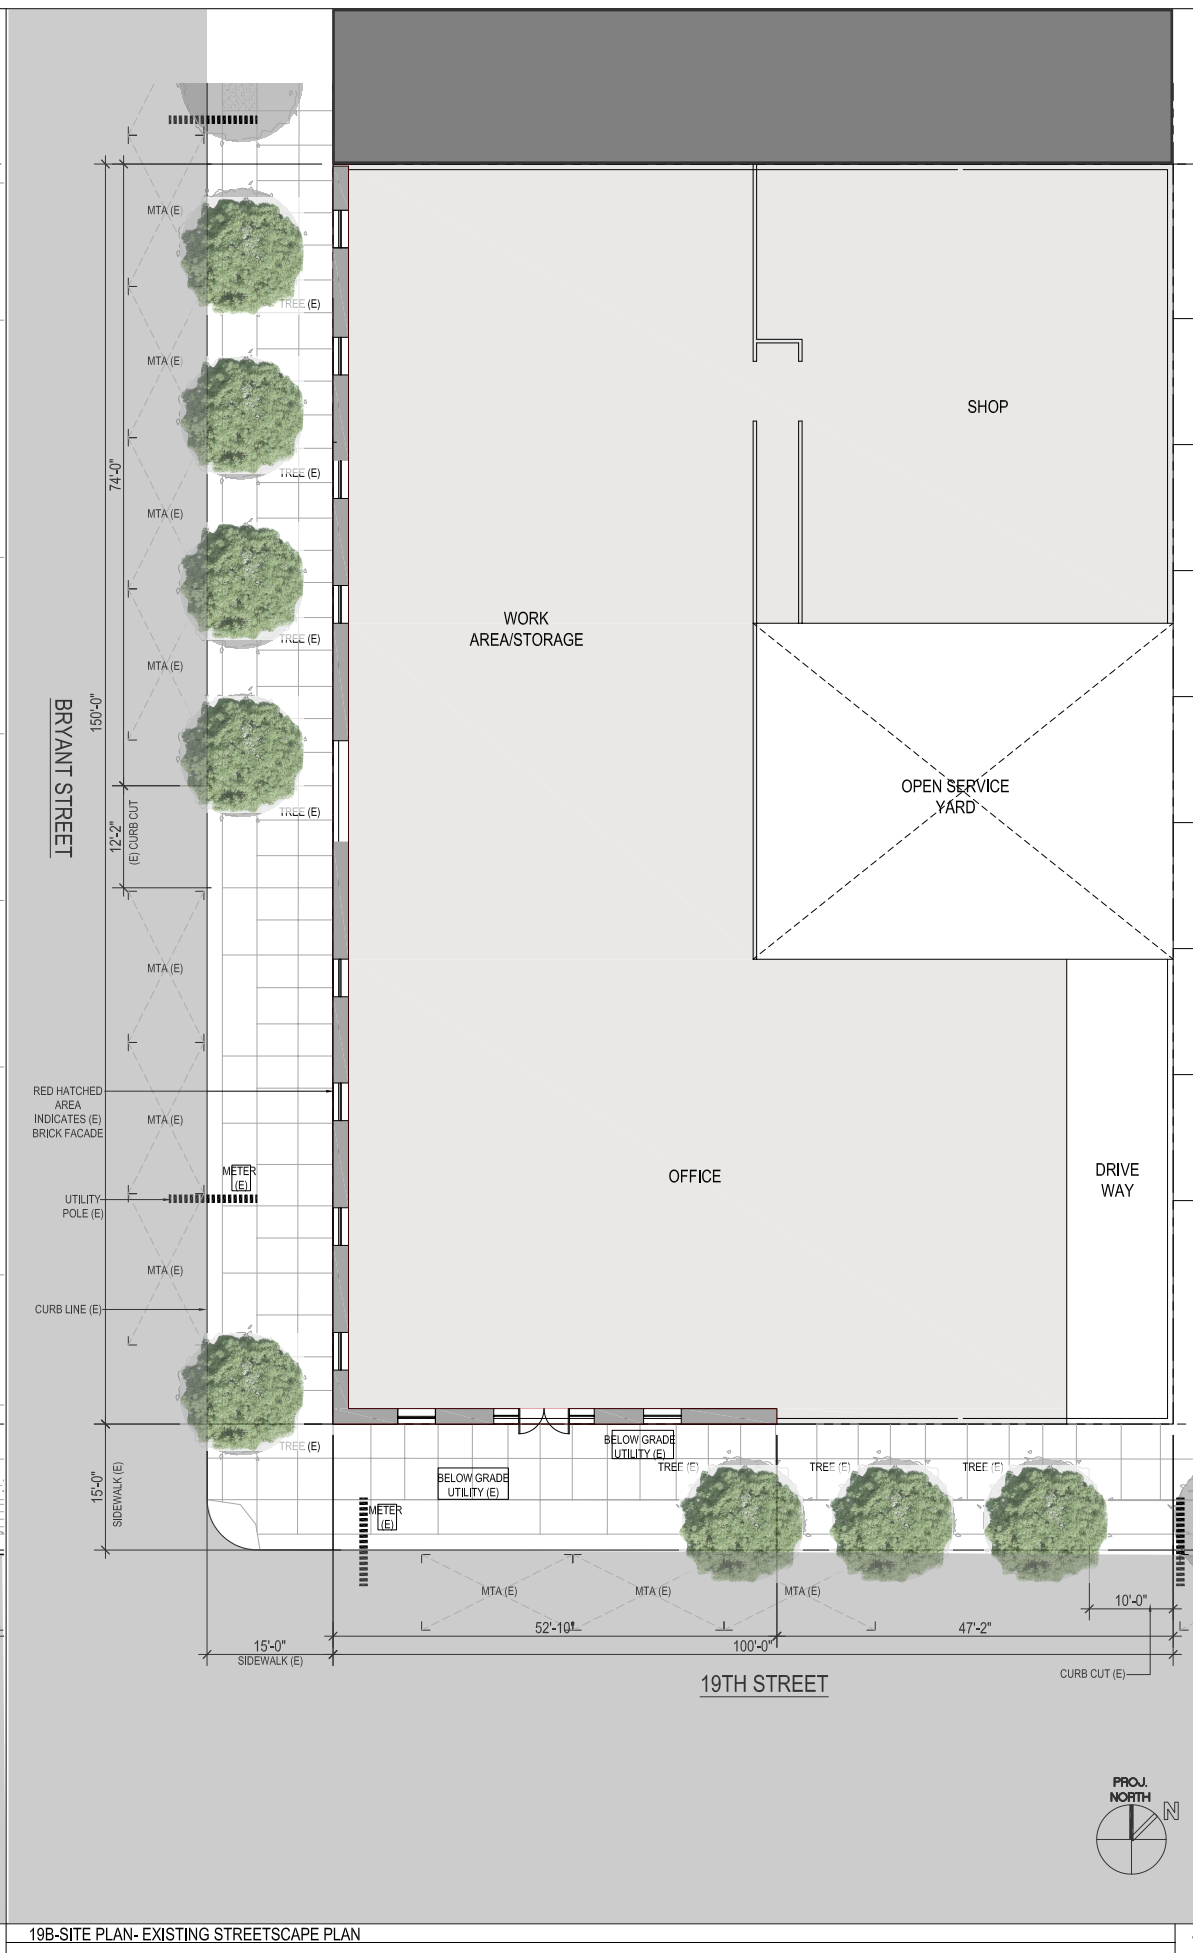 MTA (E)
TREE (E)
MTA (E)
SHOP
74'-0"
TREE (E)
MTA (E)
WORK
AREA/STORAGE
TREE (E)
MTA (E)
BRYANT STREET
150'-0"
OPEN SERVICE
YARD
TREE (E)
12'-2"
(E) CURB CUT
MTA (E)
RED HATCHED
AREA
INDICATES (E)
BRICK FACADE
MTA (E)
METER
(E)
OFFICE
DRIVE
WAY
UTILITY
POLE (E)
MTA (E)
CURB LINE (E)
TREE (E)
BELOW GRADE
UTILITY (E)
TREE (E)
TREE (E)
TREE (E)
15'-0"
SIDEWALK (E)
BELOW GRADE
UTILITY (E)
METER
(E)
MTA (E)
MTA (E)
MTA (E)
10'-0"
52'-10"
47'-2"
15'-0"
SIDEWALK (E)
100'-0"
CURB CUT (E)
19TH STREET
PROJ.
NORTH
N
19B-SITE PLAN- EXISTING STREETSCAPE PLAN